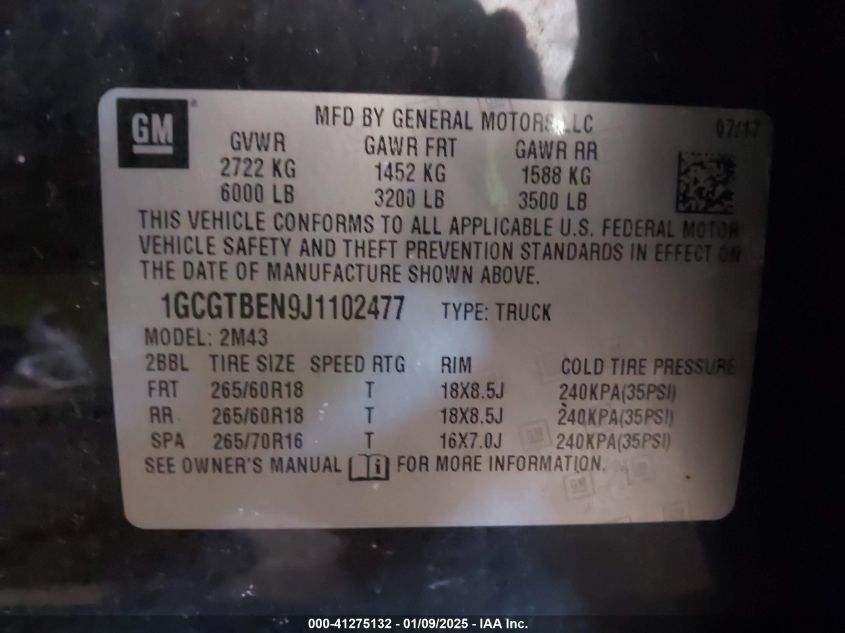 GM
MFD BY GENERAL MOTORS LLC 07/17
GVWR GAWR FRT GAWR RR
2722 KG 1452 KG 1588 KG
6000 LB 3200 LB 3500 LB
THIS VEHICLE CONFORMS TO ALL APPLICABLE U.S. FEDERAL MOTOR
VEHICLE SAFETY AND THEFT PREVENTION STANDARDS IN EFFECT ON
THE DATE OF MANUFACTURE SHOWN ABOVE.
1GCGTBEN9J1102477 TYPE: TRUCK
MODEL: 2M43
2BBL TIRE SIZE SPEED RTG RIM COLD TIRE PRESSURE
FRT 265/60R18 T 18X8.5J 240KPA(35PSI)
RR 265/60R18 T 18X8.5J 240KPA(35PSI)
SPA 265/70R16 T 16X7.0J 240KPA(35PSI)
SEE OWNER'S MANUAL i FOR MORE INFORMATION.
000-41275132 - 01/09/2025 - IAA Inc.